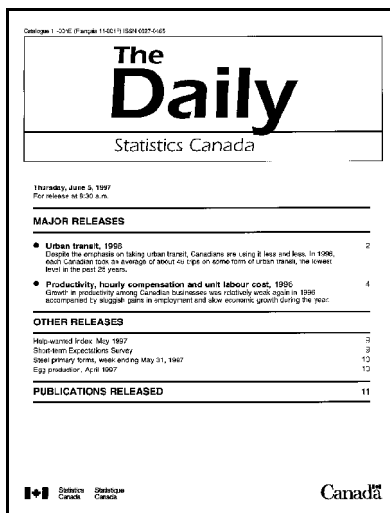 Catalogue 11-001E (Français 11-001F) ISSN 0827-0465
The
Daily
Statistics Canada
Thursday, June 5, 1997
For release at 8:30 a.m.
MAJOR RELEASES
● Urban transit, 1996 2
Despite the emphasis on taking urban transit, Canadians are using it less and less. In 1996,
each Canadian took an average of about 48 trips on some form of urban transit, the lowest
level in the past 25 years.
● Productivity, hourly compensation and unit labour cost, 1996 4
Growth in productivity among Canadian businesses was relatively weak again in 1996
accompanied by sluggish gains in employment and slow economic growth during the year.
OTHER RELEASES
Help-wanted Index, May 1997 9
Short-term Expectations Survey 9
Steel primary forms, week ending May 31, 1997 10
Egg production, April 1997 10
PUBLICATIONS RELEASED 11
Statistics Statistique
Canada Canada
Canada